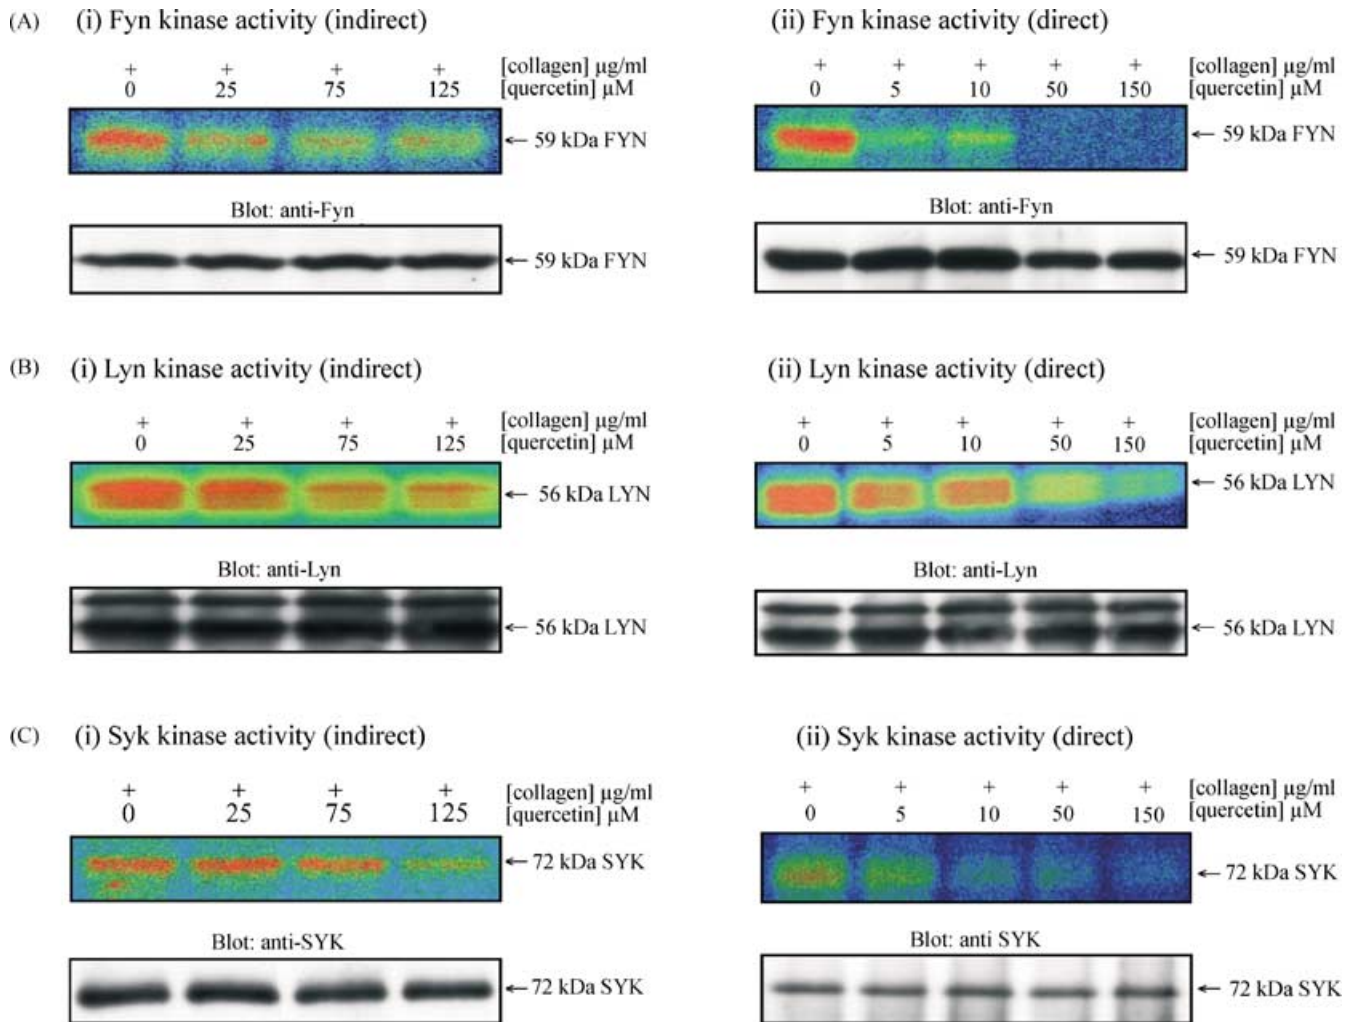 (A) (i) Fyn kinase activity (indirect)
+ + + + [collagen] µg/ml
0 25 75 125 [quercetin] µM
← 59 kDa FYN
Blot: anti-Fyn
← 59 kDa FYN
(ii) Fyn kinase activity (direct)
+ + + + + [collagen] µg/ml
0 5 10 50 150 [quercetin] µM
← 59 kDa FYN
Blot: anti-Fyn
← 59 kDa FYN
(B) (i) Lyn kinase activity (indirect)
+ + + + [collagen] µg/ml
0 25 75 125 [quercetin] µM
← 56 kDa LYN
Blot: anti-Lyn
← 56 kDa LYN
(ii) Lyn kinase activity (direct)
+ + + + + [collagen] µg/ml
0 5 10 50 150 [quercetin] µM
← 56 kDa LYN
Blot: anti-Lyn
← 56 kDa LYN
(C) (i) Syk kinase activity (indirect)
+ + + + [collagen] µg/ml
0 25 75 125 [quercetin] µM
← 72 kDa SYK
Blot: anti-SYK
← 72 kDa SYK
(ii) Syk kinase activity (direct)
+ + + + + [collagen] µg/ml
0 5 10 50 150 [quercetin] µM
← 72 kDa SYK
Blot: anti SYK
← 72 kDa SYK